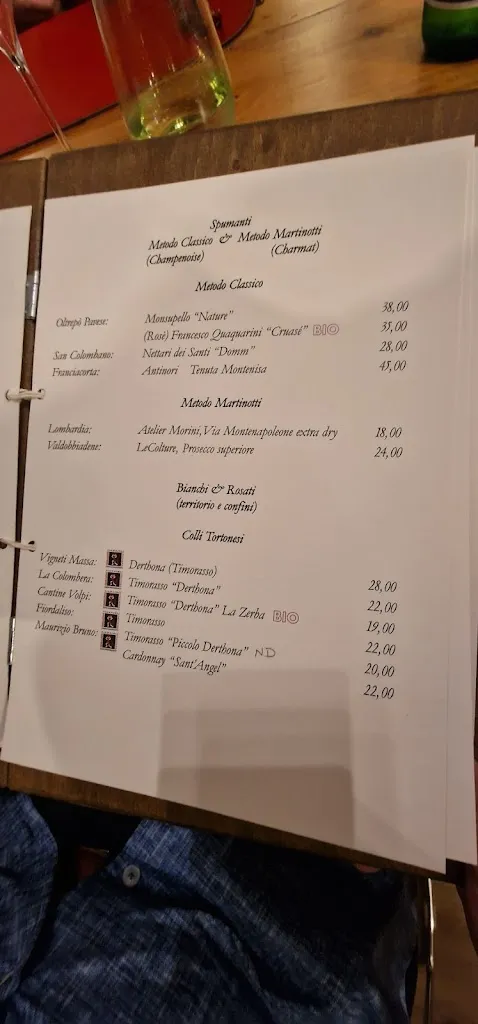 Spumanti
Metodo Classico & Metodo Martinotti
(Champenoise) (Charmat)
Metodo Classico
Oltrepò Pavese: Monsupello "Nature" 38,00
(Rosè) Francesco Quaquarini "Cruasé" BIO 35,00
San Colombano: Nettari dei Santi "Domm" 28,00
Franciacorta: Antinori Tenuta Montenisa 45,00
Metodo Martinotti
Lombardia: Atelier Morini, Via Montenapoleone extra dry 18,00
Valdobbiadene: LeColture, Prosecco superiore 24,00
Bianchi & Rosati
(territorio e confini)
Colli Tortonesi
Vigneti Massa: Derthona (Timorasso) 28,00
La Colombera: Timorasso "Derthona" 22,00
Cantine Volpi: Timorasso "Derthona" La Zerba BIO 19,00
Fiordaliso: Timorasso 22,00
Maurizio Bruno: Timorasso "Piccolo Derthona" ND 20,00
Cardonnay "Sant'Angel" 22,00